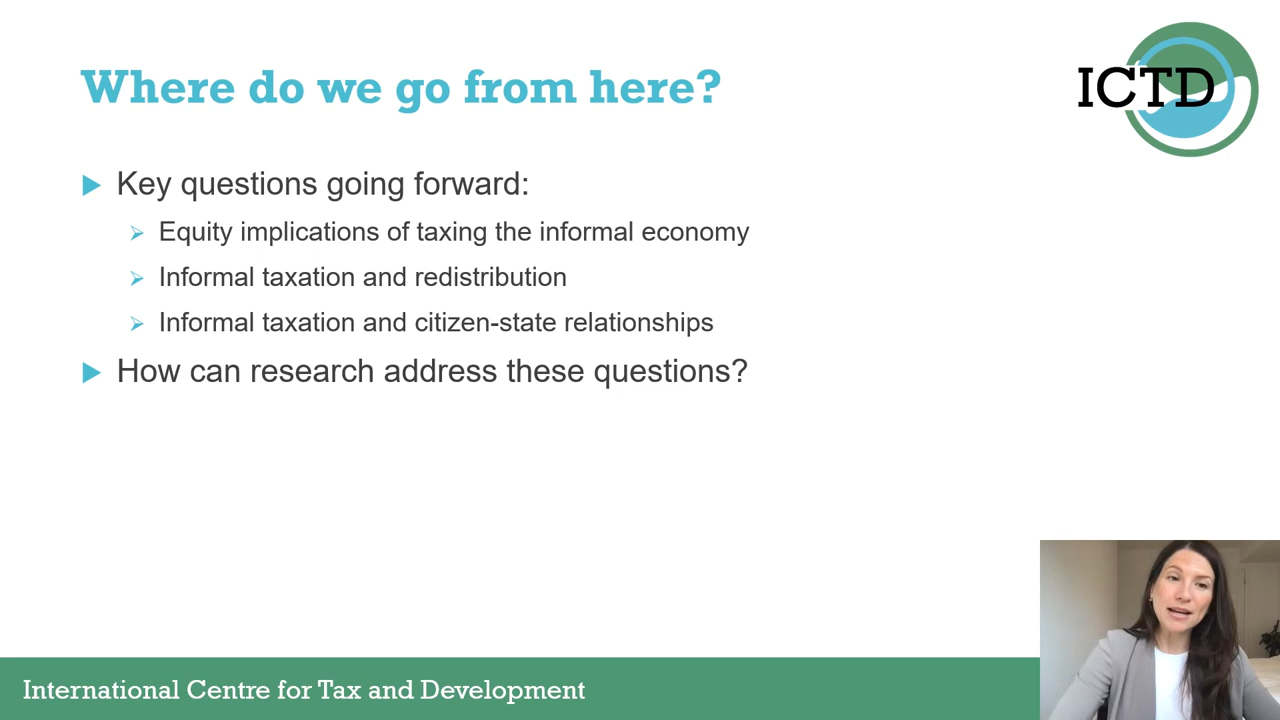 Where do we go from here?
ICTD
Key questions going forward:
Equity implications of taxing the informal economy
Informal taxation and redistribution
Informal taxation and citizen-state relationships
How can research address these questions?
International Centre for Tax and Development